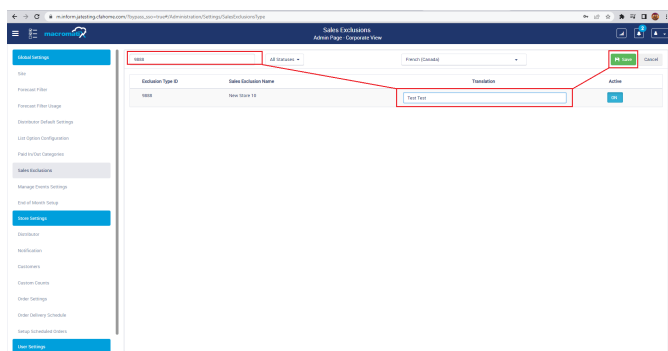 m.inform.jatesting.clahome.com/?bypass_sso=true#/Administration/Settings/SalesExclusionsType
macromatix
Sales Exclusions
Admin Page - Corporate View
2
Global Settings
9888
All Statuses
French (Canada)
Save
Cancel
Size
Exclusion Type ID
Sales Exclusion Name
Translation
Active
9888
New Store 10
Test Test
ON
Forecast Filter
Forecast Filter Usage
Distributor Default Settings
List Option Configuration
Paid In/Out Categories
Sales Exclusions
Manage Events Settings
End of Month Setup
Store Settings
Distributor
Notification
Customers
Custom Counts
Order Settings
Order Delivery Schedule
Setup Scheduled Orders
User Settings